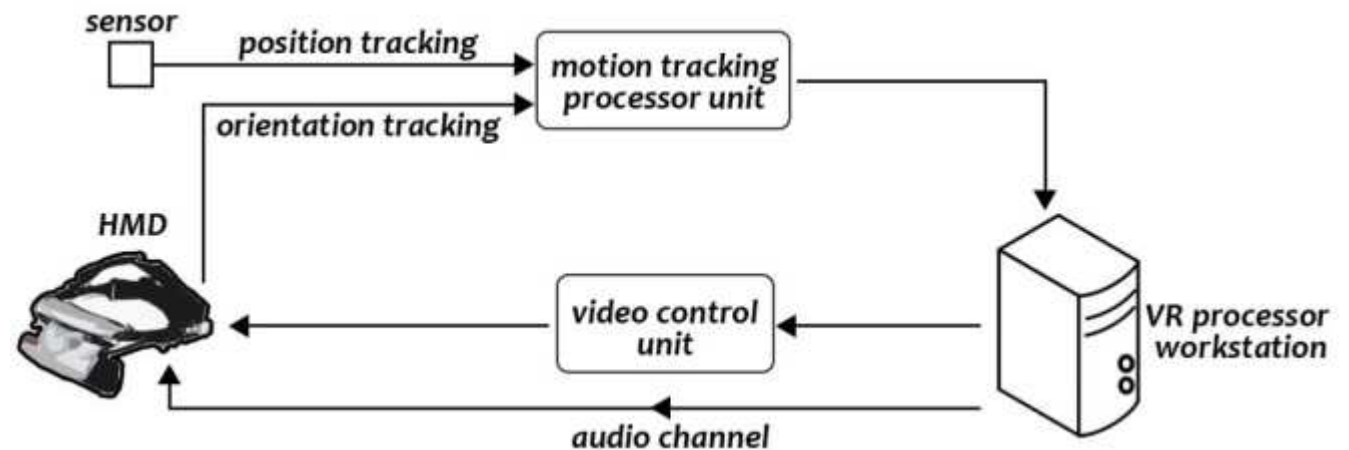 sensor
position tracking
motion tracking
processor unit
orientation tracking
HMD
video control
unit
VR processor
workstation
audio channel